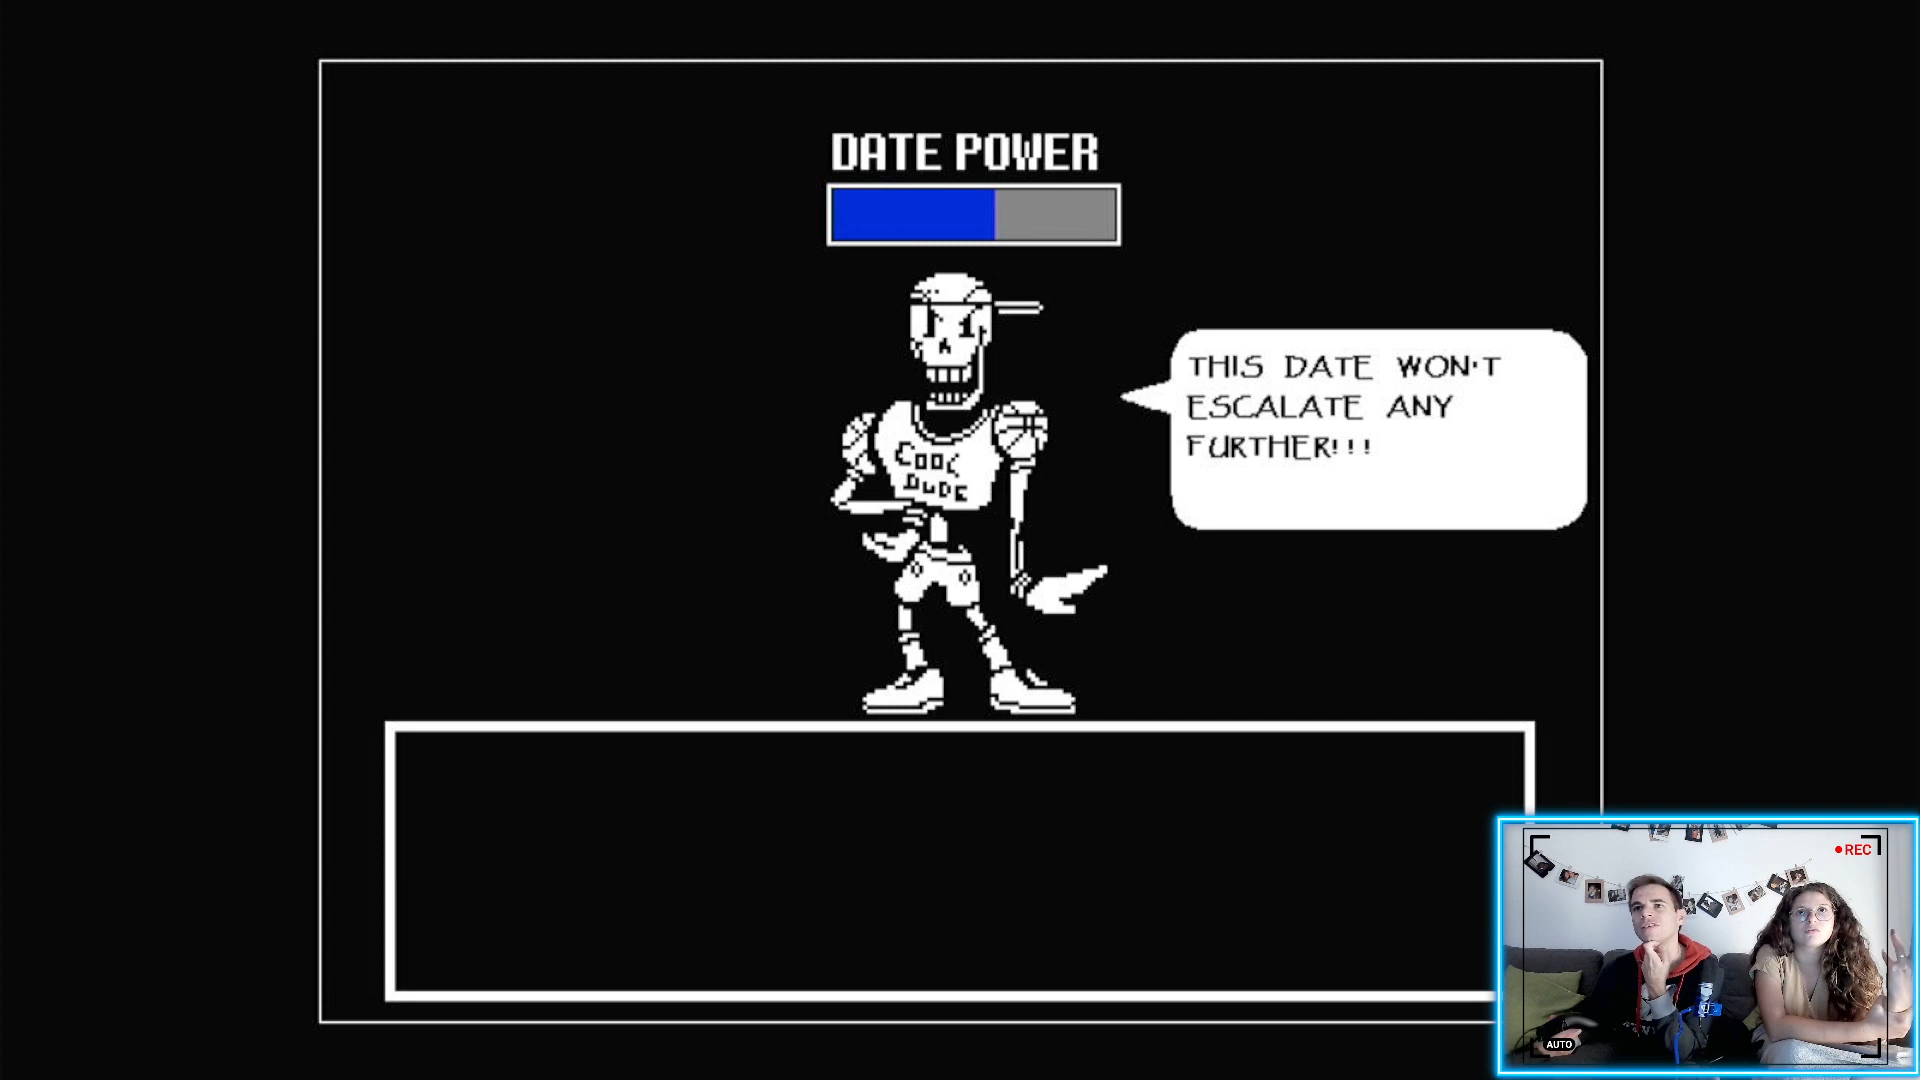 DATE POWER
THIS DATE WON'T
ESCALATE ANY
FURTHER!!!
COOL
DUDE
REC
AUTO